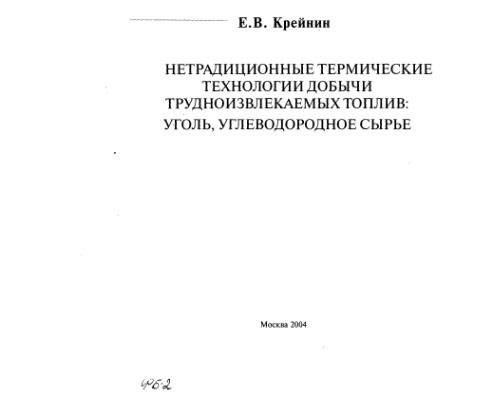 Е.В. Крейнин
НЕТРАДИЦИОННЫЕ ТЕРМИЧЕСКИЕ
ТЕХНОЛОГИИ ДОБЫЧИ
ТРУДНОИЗВЛЕКАЕМЫХ ТОПЛИВ:
УГОЛЬ, УГЛЕВОДОРОДНОЕ СЫРЬЕ
Москва 2004